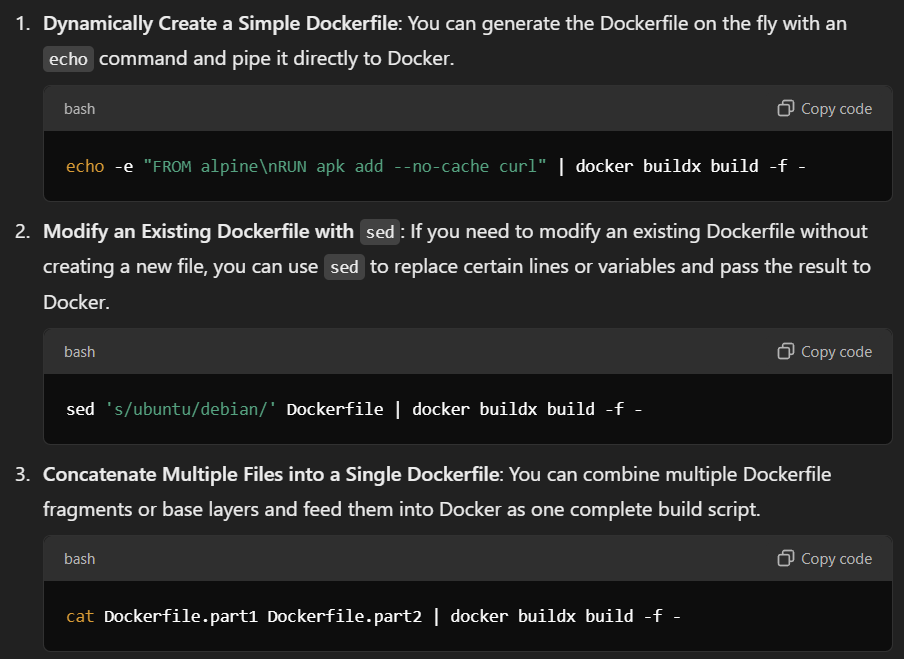 1. Dynamically Create a Simple Dockerfile: You can generate the Dockerfile on the fly with an
echo command and pipe it directly to Docker.
bash
Copy code
echo -e "FROM alpine\nRUN apk add --no-cache curl" | docker buildx build -f -
2. Modify an Existing Dockerfile with sed: If you need to modify an existing Dockerfile without
creating a new file, you can use sed to replace certain lines or variables and pass the result to
Docker.
bash
Copy code
sed 's/ubuntu/debian/' Dockerfile | docker buildx build -f -
3. Concatenate Multiple Files into a Single Dockerfile: You can combine multiple Dockerfile
fragments or base layers and feed them into Docker as one complete build script.
bash
Copy code
cat Dockerfile.part1 Dockerfile.part2 | docker buildx build -f -